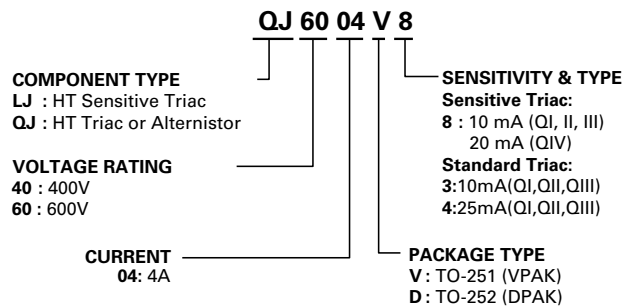 QJ 60 04 V 8
COMPONENT TYPE
LJ : HT Sensitive Triac
QJ : HT Triac or Alternistor
VOLTAGE RATING
40 : 400V
60 : 600V
CURRENT
04: 4A
SENSITIVITY & TYPE
Sensitive Triac:
8 : 10 mA (QI, II, III)
20 mA (QIV)
Standard Triac:
3:10mA(QI,QII,QIII)
4:25mA(QI,QII,QIII)
PACKAGE TYPE
V : TO-251 (VPAK)
D : TO-252 (DPAK)